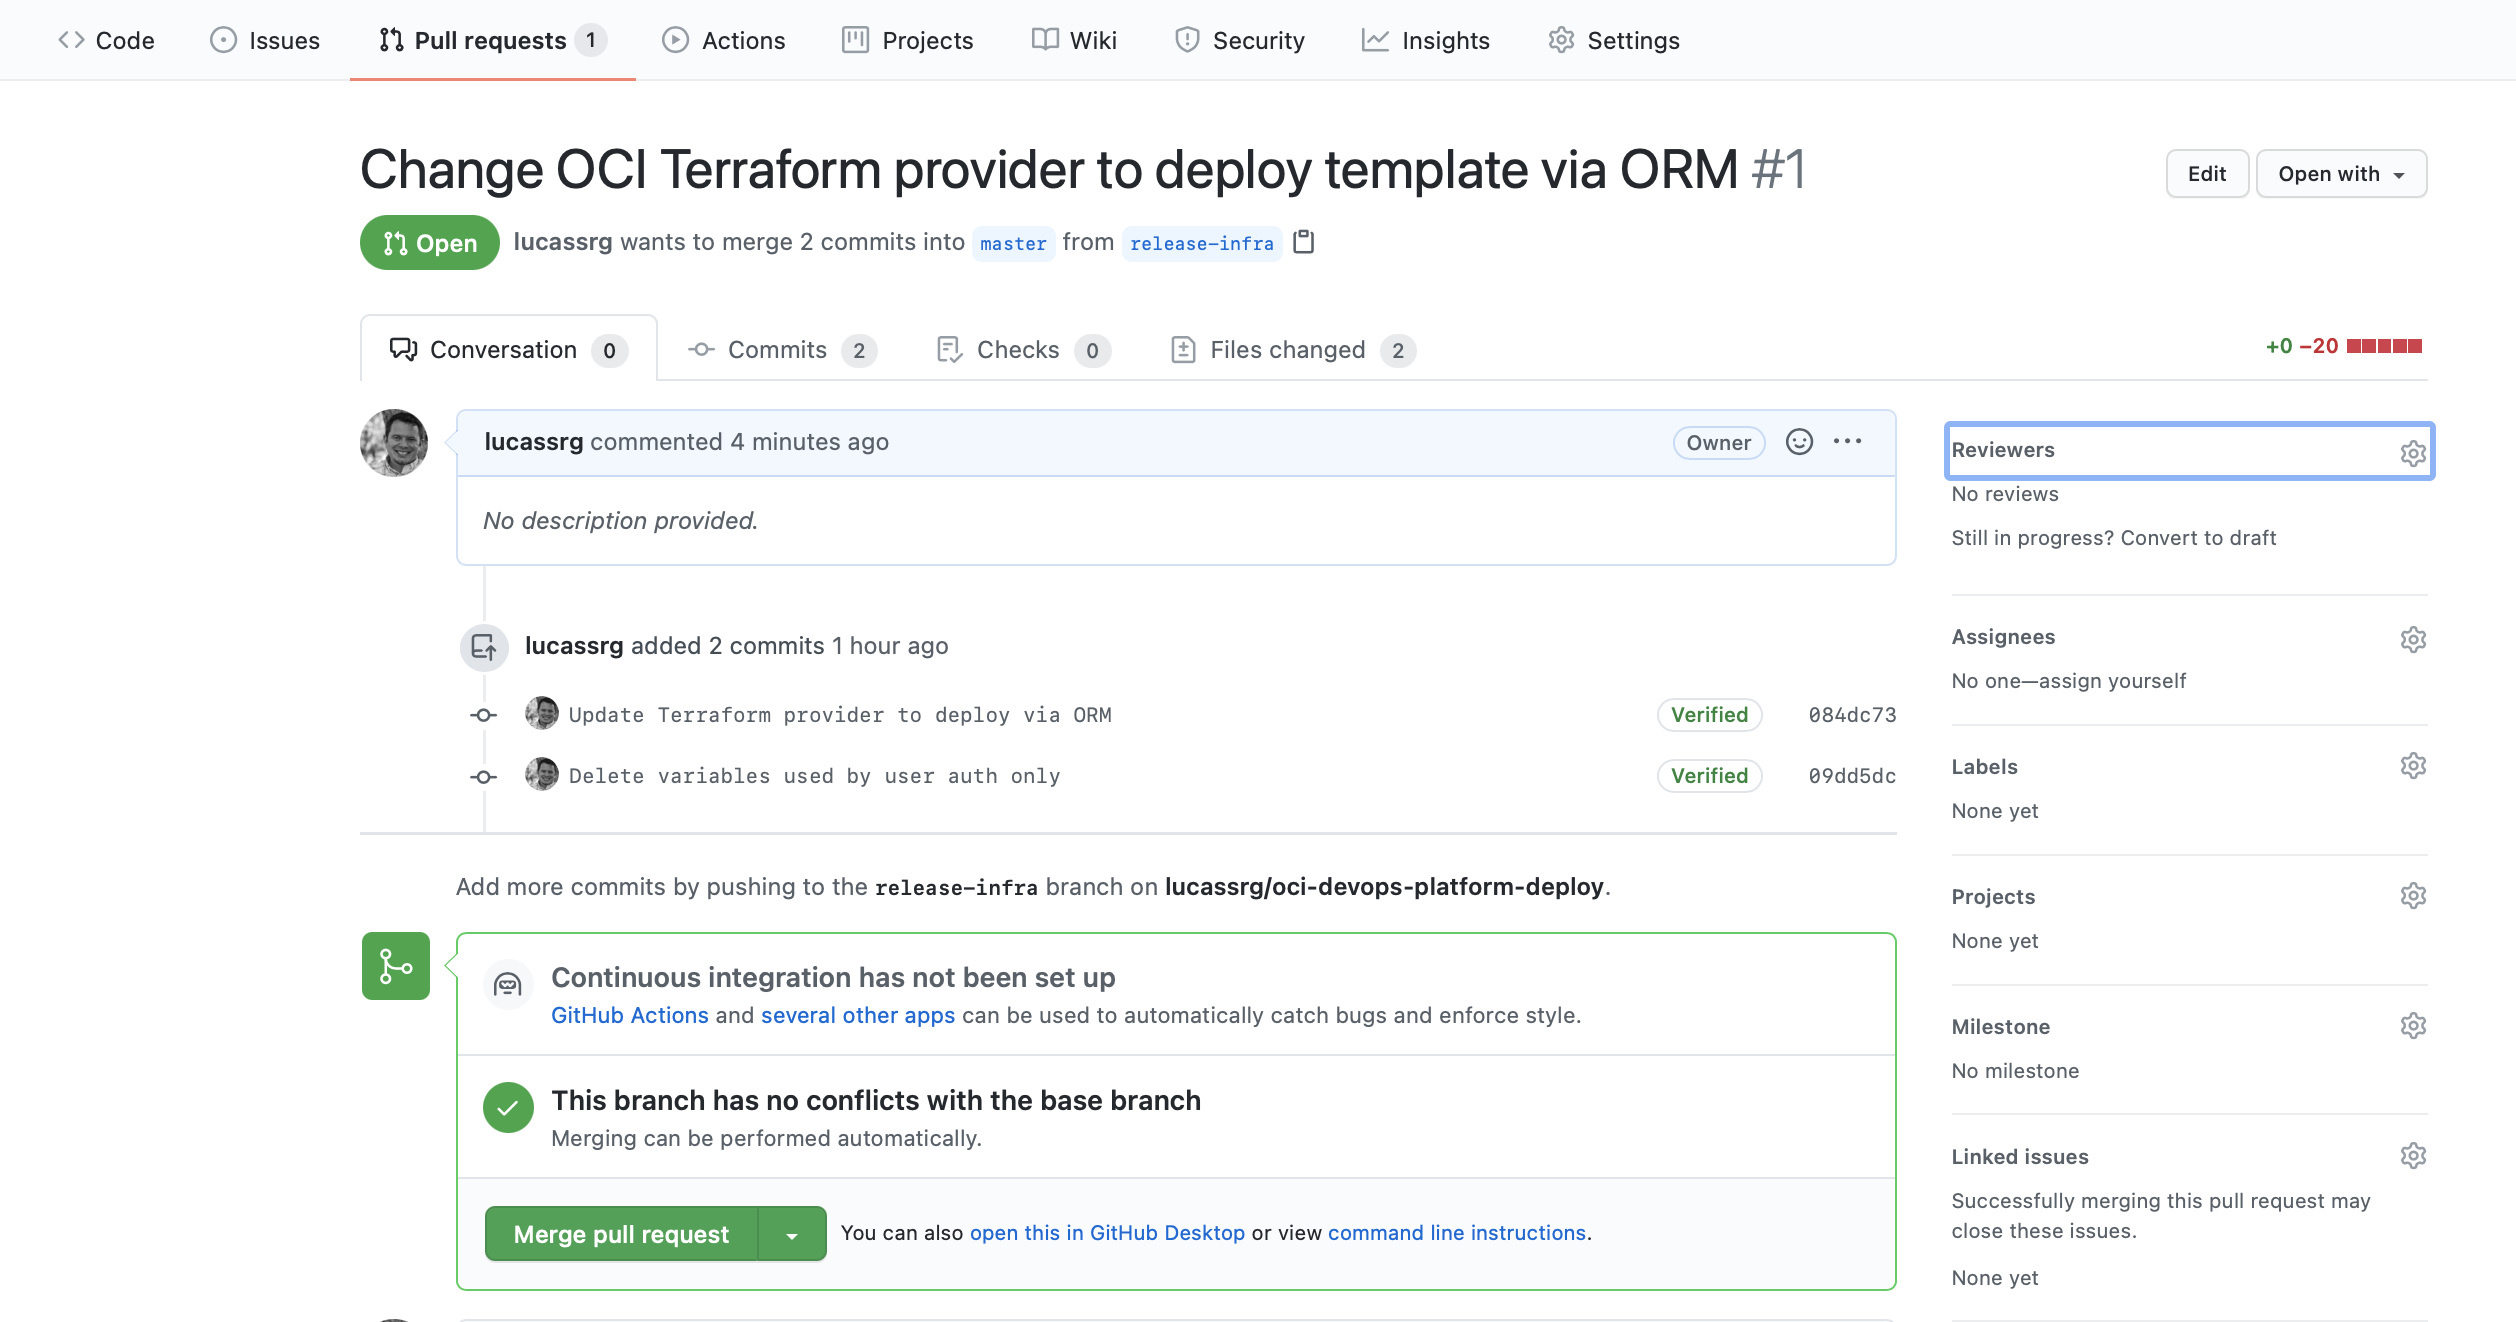 Code Issues Pull requests 1 Actions Projects Wiki Security Insights Settings
Change OCI Terraform provider to deploy template via ORM #1
Edit Open with
Open lucassrg wants to merge 2 commits into master from release-infra
Conversation 0 Commits 2 Checks 0 Files changed 2
+0 −20
lucassrg commented 4 minutes ago Owner
No description provided.
lucassrg added 2 commits 1 hour ago
Update Terraform provider to deploy via ORM Verified 084dc73
Delete variables used by user auth only Verified 09dd5dc
Add more commits by pushing to the release-infra branch on lucassrg/oci-devops-platform-deploy.
Continuous integration has not been set up
GitHub Actions and several other apps can be used to automatically catch bugs and enforce style.
This branch has no conflicts with the base branch
Merging can be performed automatically.
Merge pull request You can also open this in GitHub Desktop or view command line instructions.
Reviewers
No reviews
Still in progress? Convert to draft
Assignees
No one—assign yourself
Labels
None yet
Projects
None yet
Milestone
No milestone
Linked issues
Successfully merging this pull request may
close these issues.
None yet